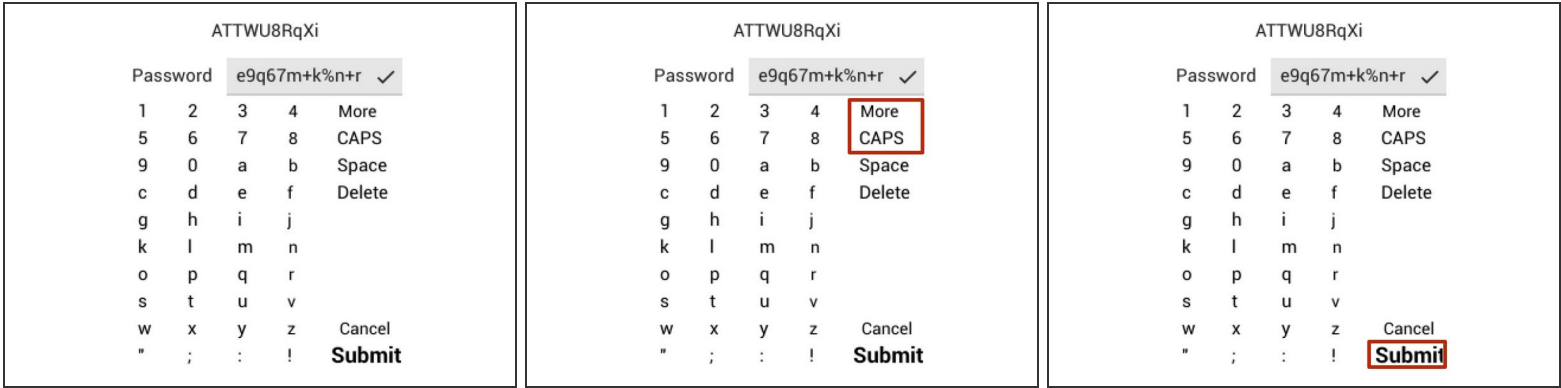 ATTWU8RqXi
Password e9q67m+k%n+r ✓
1 2 3 4 More
5 6 7 8 CAPS
9 0 a b Space
c d e f Delete
g h i j
k l m n
o p q r
s t u v
w x y z Cancel
" ; : ! Submit
ATTWU8RqXi
Password e9q67m+k%n+r ✓
1 2 3 4 More
5 6 7 8 CAPS
9 0 a b Space
c d e f Delete
g h i j
k l m n
o p q r
s t u v
w x y z Cancel
" ; : ! Submit
ATTWU8RqXi
Password e9q67m+k%n+r ✓
1 2 3 4 More
5 6 7 8 CAPS
9 0 a b Space
c d e f Delete
g h i j
k l m n
o p q r
s t u v
w x y z Cancel
" ; : ! Submit